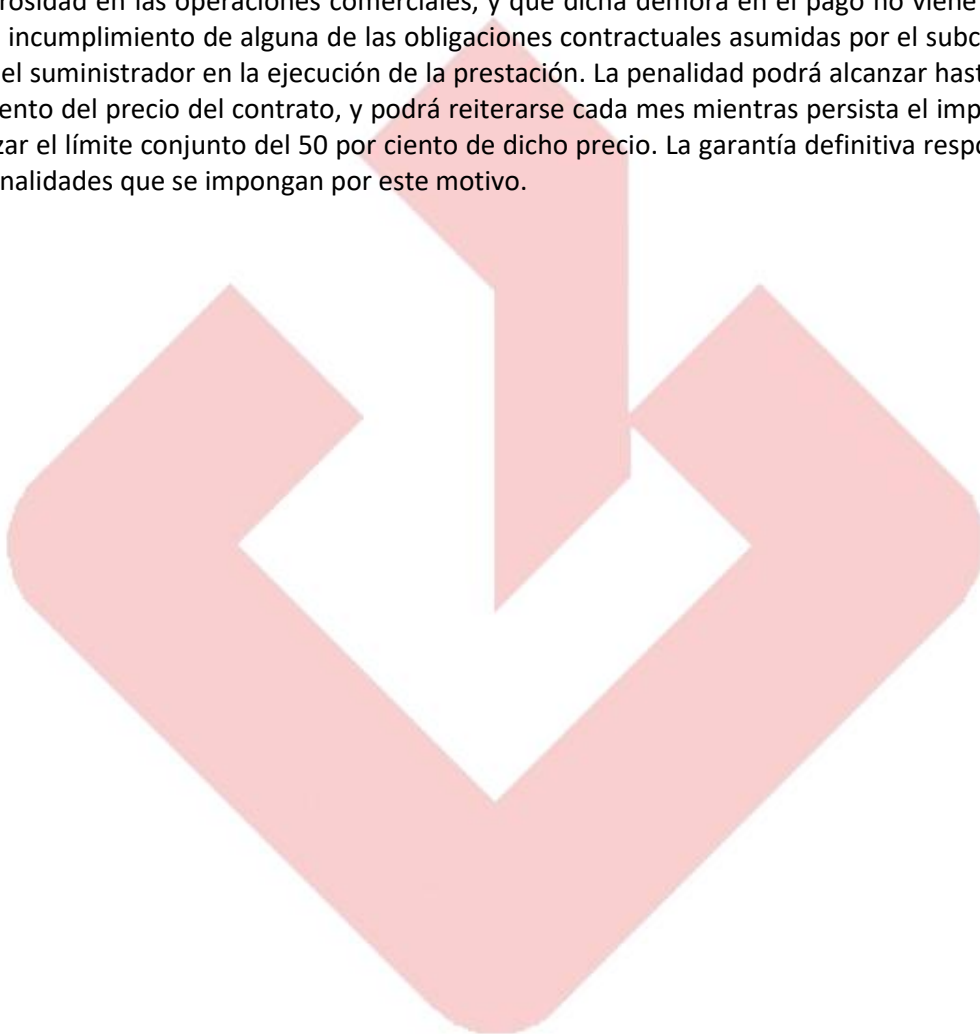 rosidad en las operaciones comerciales, y que dicha demora en el pago no viene
incumplimiento de alguna de las obligaciones contractuales asumidas por el subc
el suministrador en la ejecución de la prestación. La penalidad podrá alcanzar hast
ento del precio del contrato, y podrá reiterarse cada mes mientras persista el imp
zar el límite conjunto del 50 por ciento de dicho precio. La garantía definitiva respo
nalidades que se impongan por este motivo.